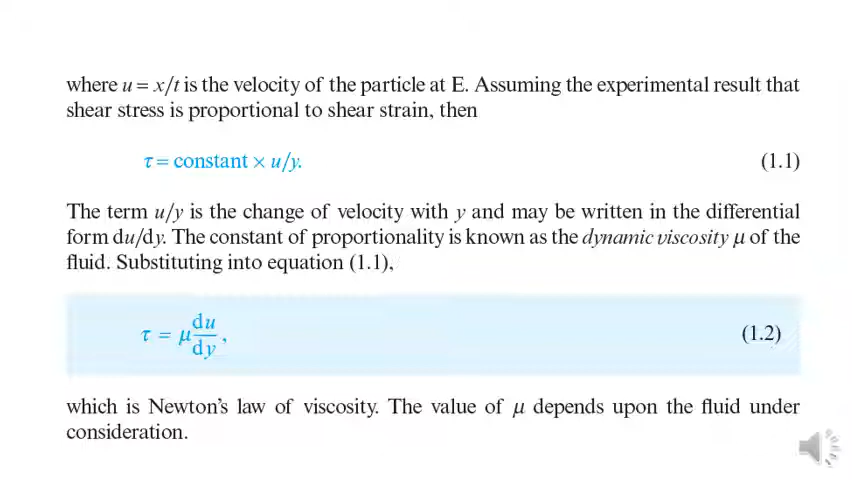 where u = x/t is the velocity of the particle at E. Assuming the experimental result that
shear stress is proportional to shear strain, then
τ = constant × u/y. (1.1)
The term u/y is the change of velocity with y and may be written in the differential
form du/dy. The constant of proportionality is known as the dynamic viscosity μ of the
fluid. Substituting into equation (1.1),
τ = μ du/dy, (1.2)
which is Newton's law of viscosity. The value of μ depends upon the fluid under
consideration.